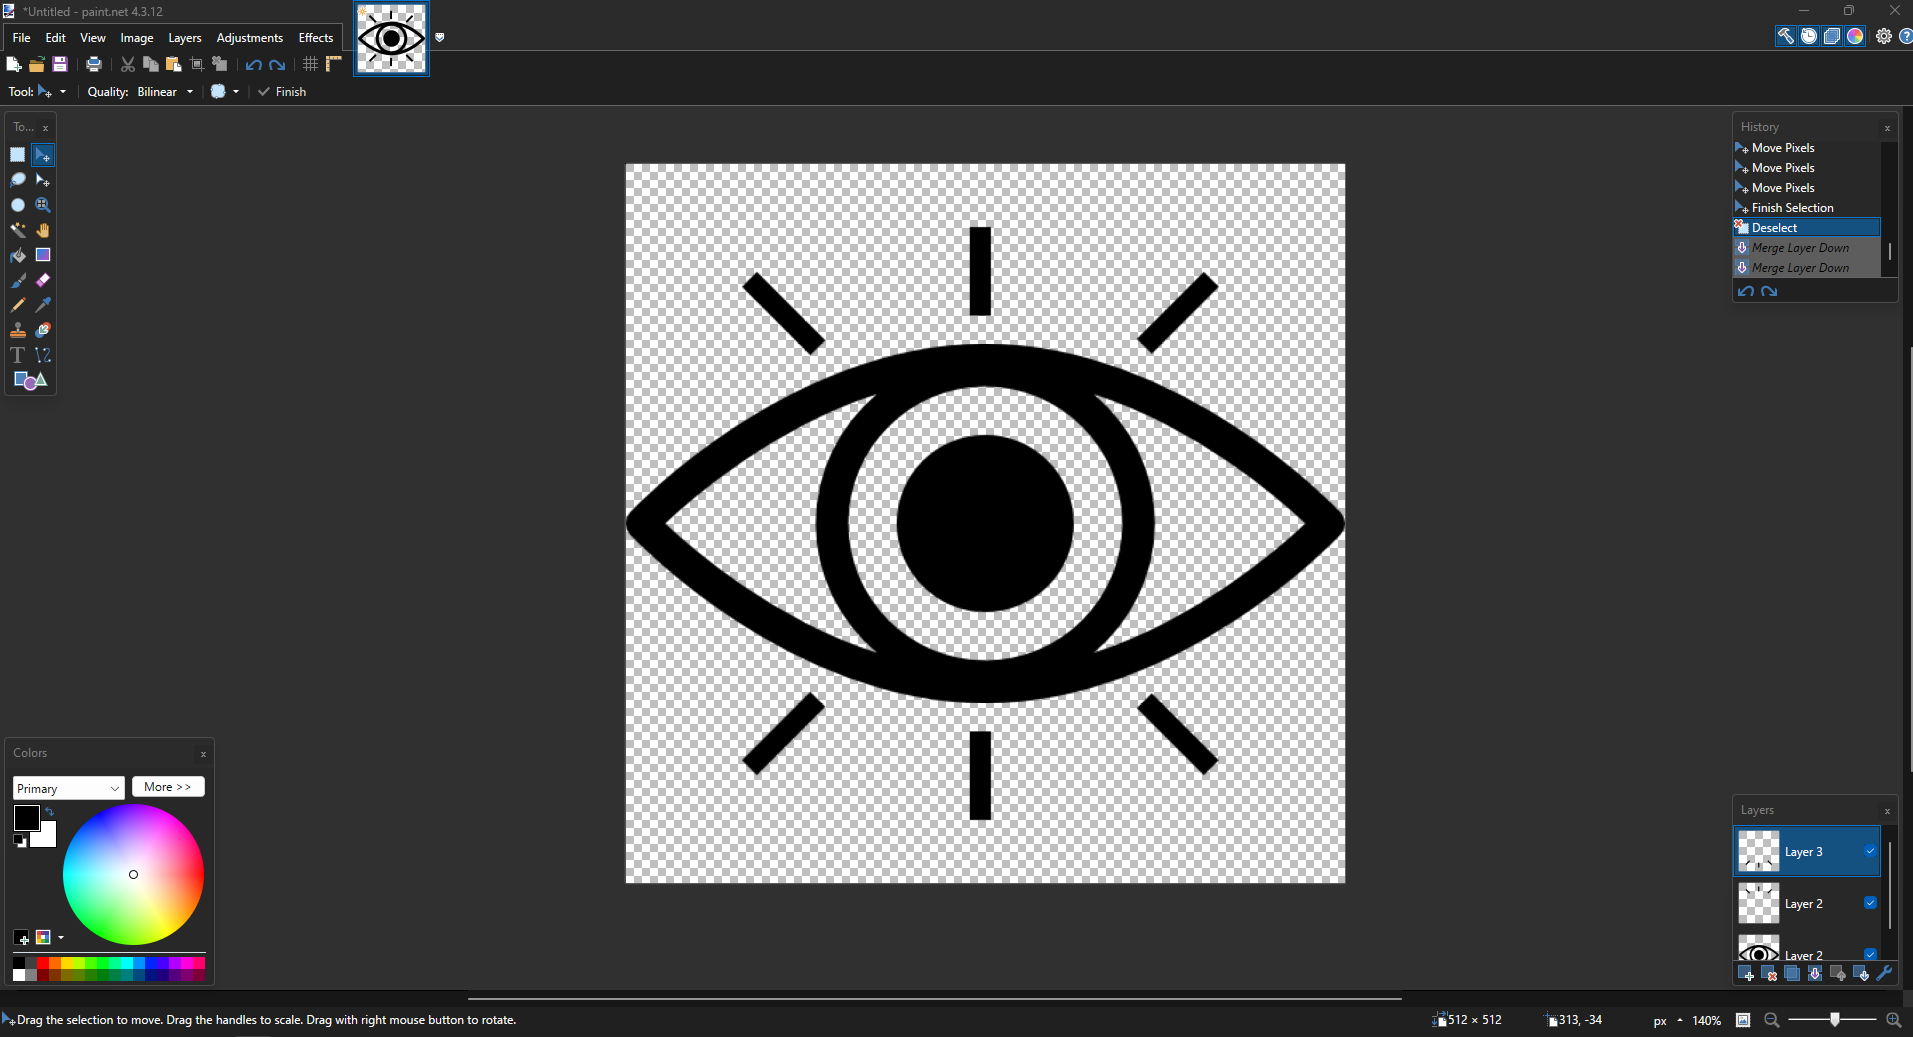 *Untitled - paint.net 4.3.12
File Edit View Image Layers Adjustments Effects
Tool: Quality: Bilinear Finish
To... x
History x
Move Pixels
Move Pixels
Move Pixels
Finish Selection
Deselect
Merge Layer Down
Merge Layer Down
Colors x
Primary More >>
Layers x
Layer 3
Layer 2
Layer 2
Drag the selection to move. Drag the handles to scale. Drag with right mouse button to rotate. 512 × 512 313, -34 px 140%